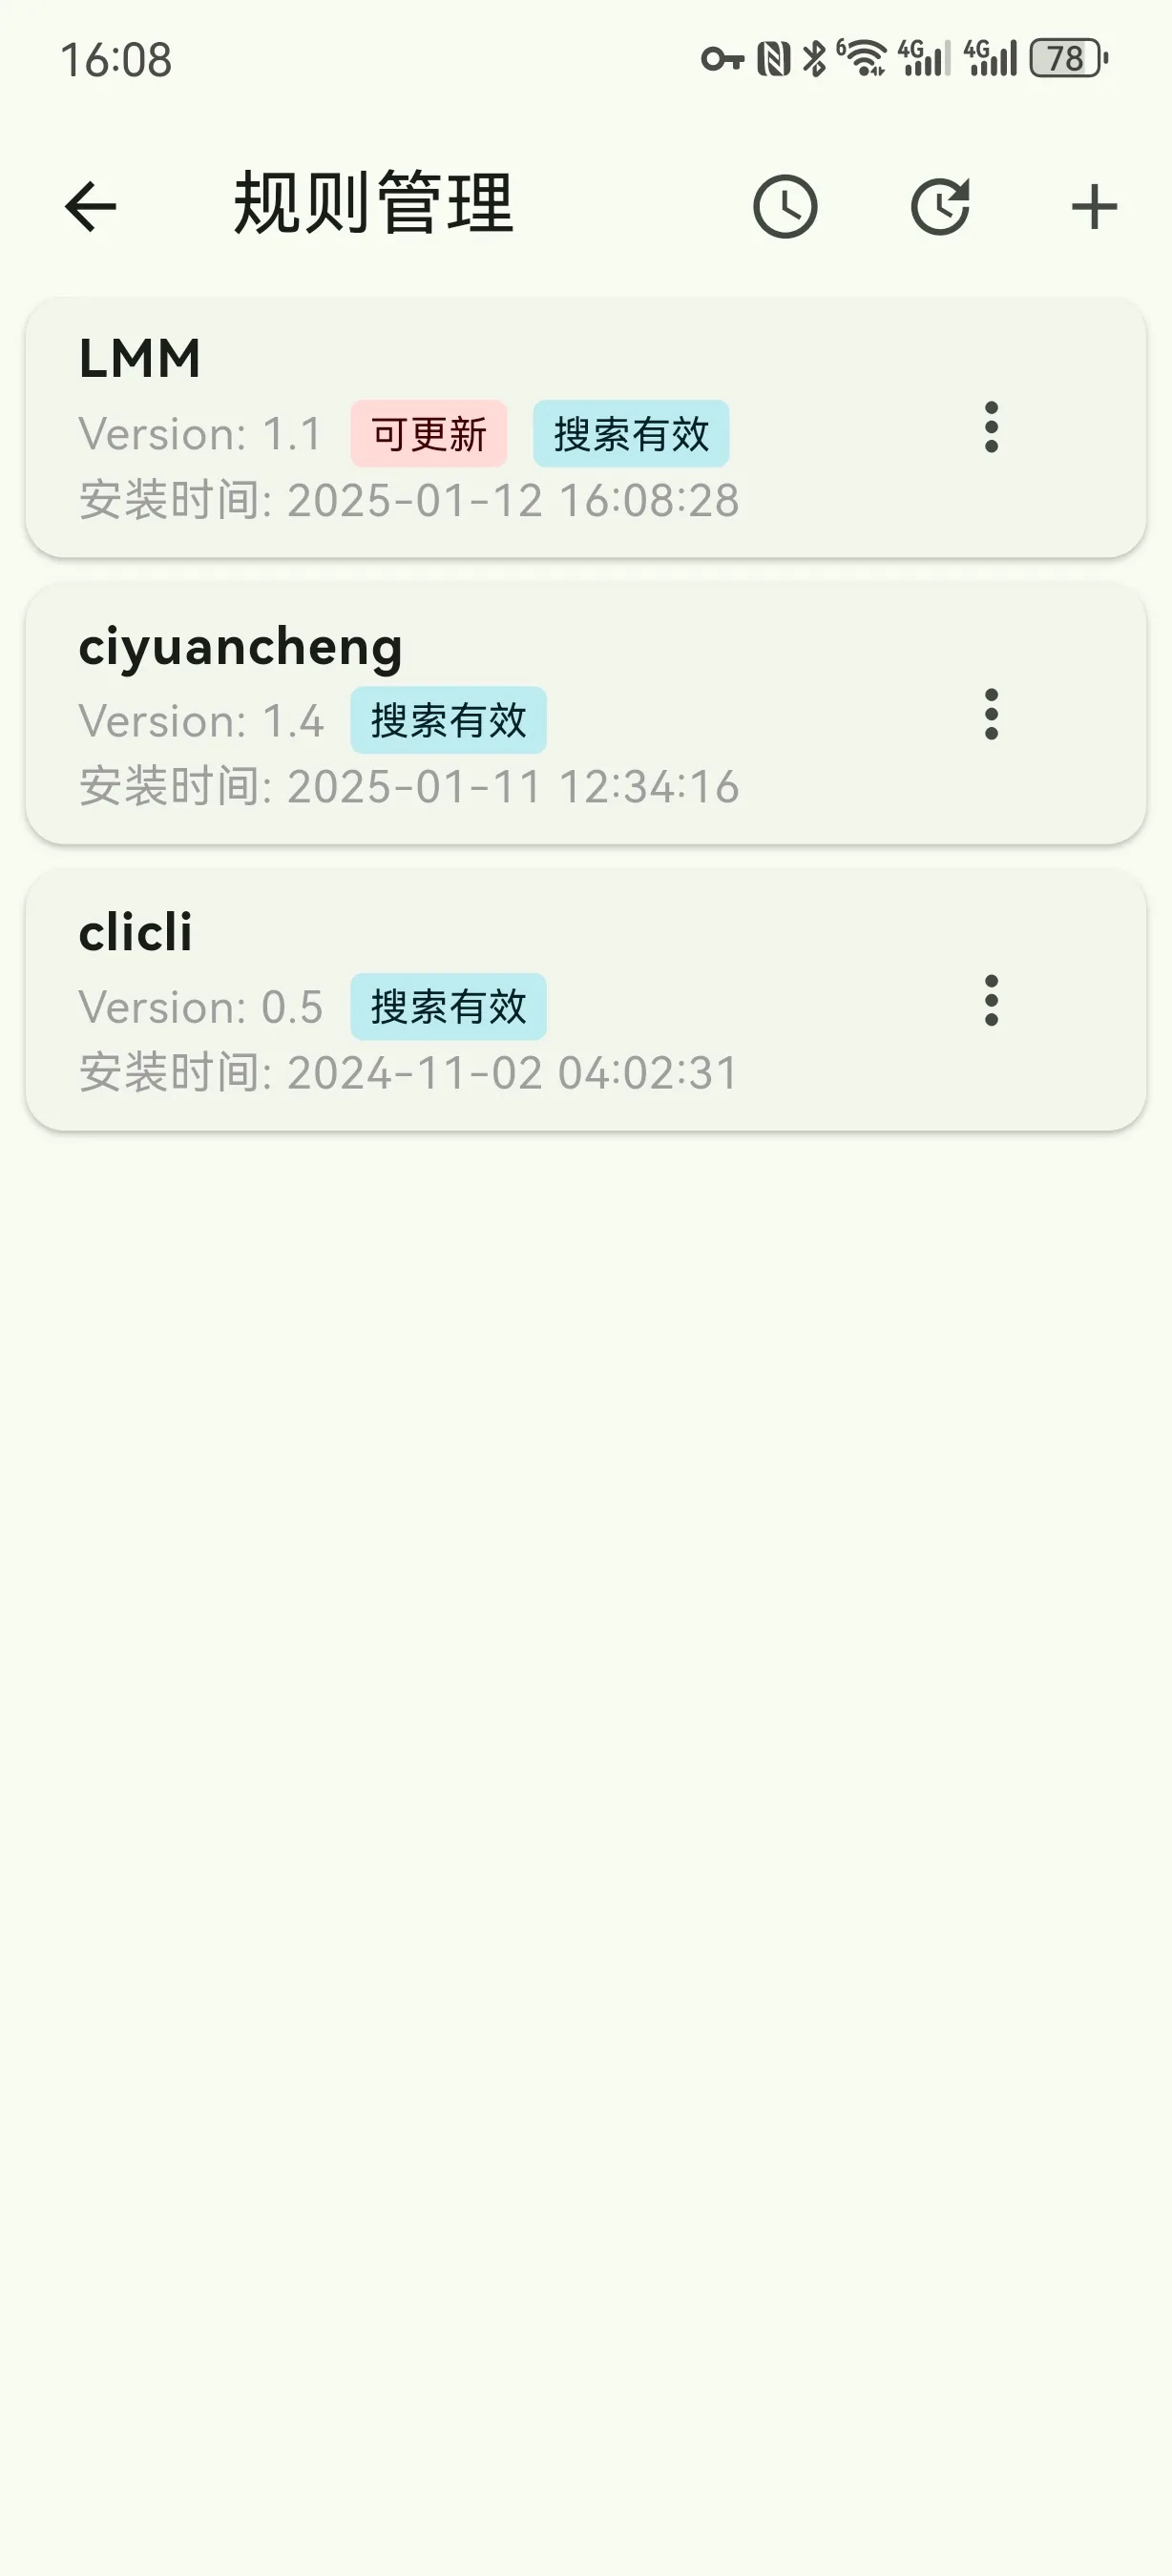 16:08 6 4G 4G 78
规则管理
LMM
Version: 1.1 可更新 搜索有效
安装时间: 2025-01-12 16:08:28
ciyuancheng
Version: 1.4 搜索有效
安装时间: 2025-01-11 12:34:16
clicli
Version: 0.5 搜索有效
安装时间: 2024-11-02 04:02:31